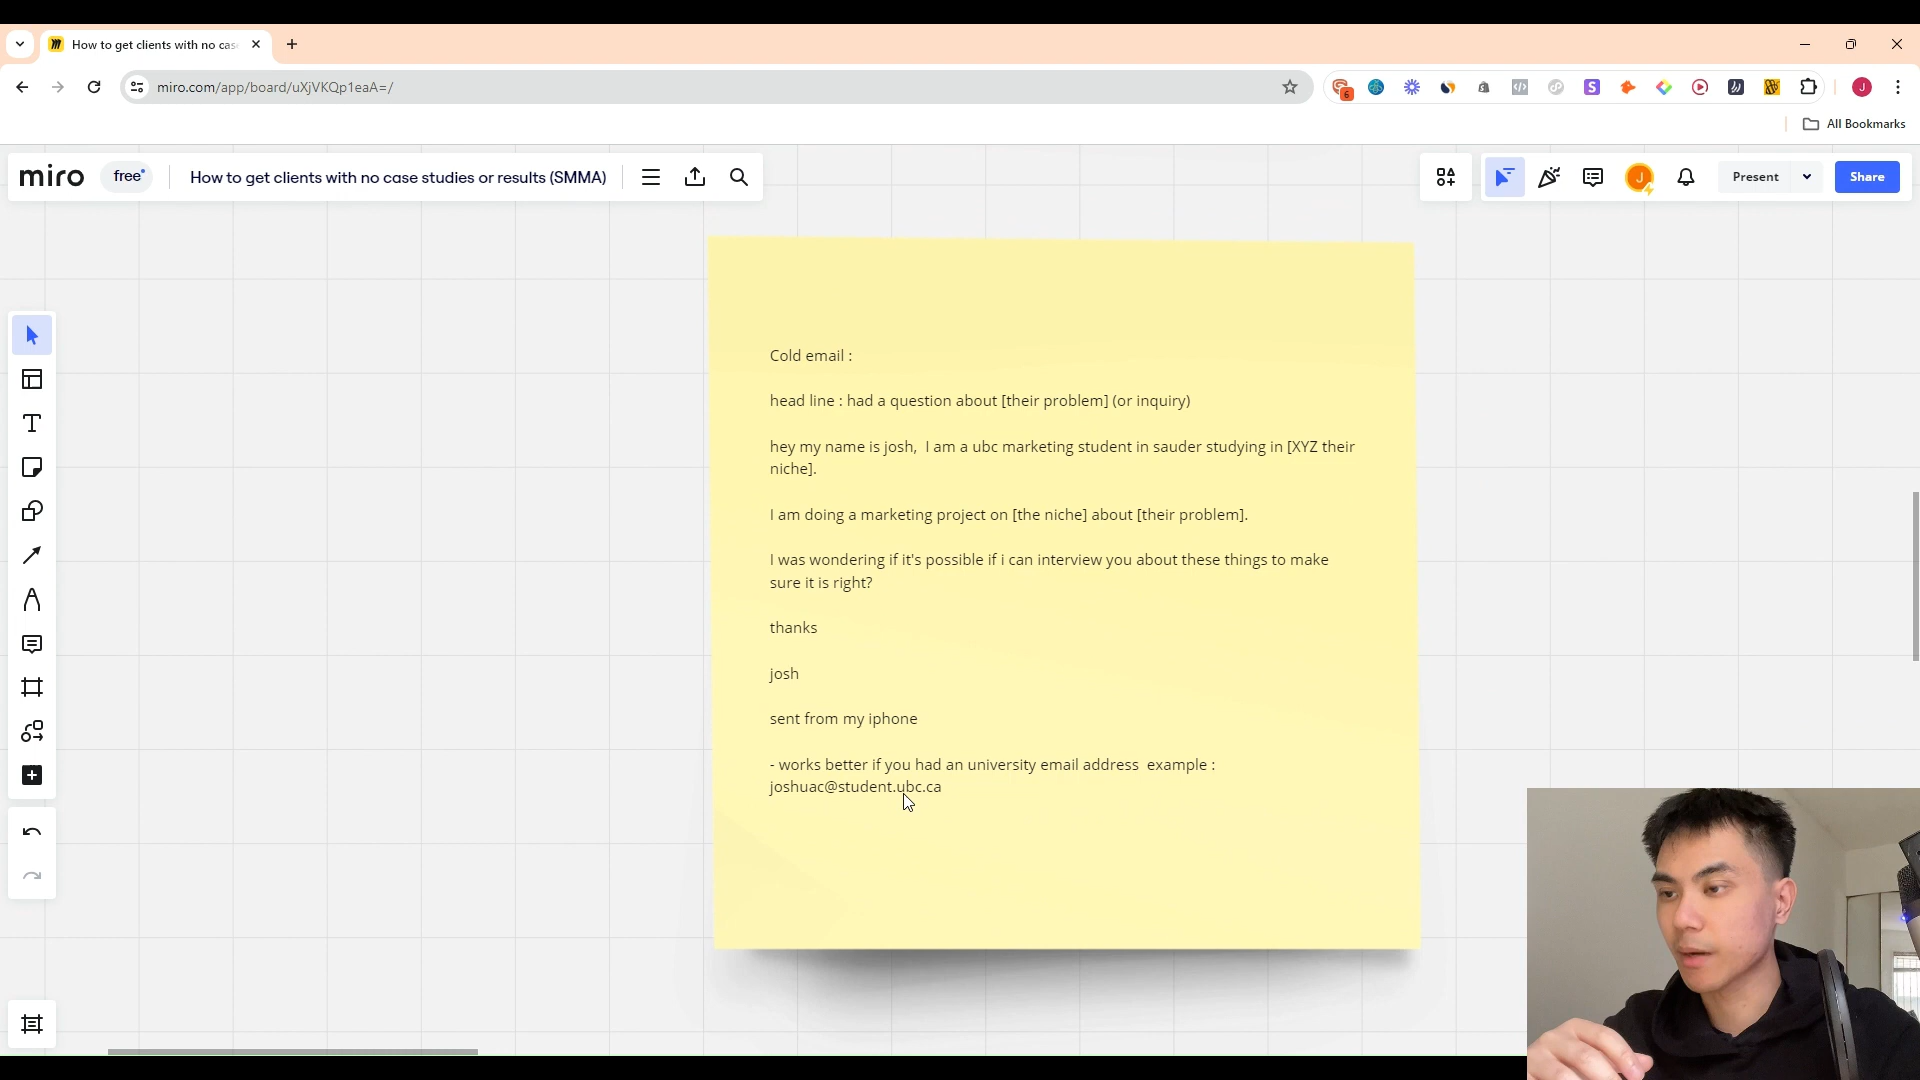 How to get clients with no cas
miro.com/app/board/uXjVKQp1eaA=/
6
S
J
All Bookmarks
miro
free
How to get clients with no case studies or results (SMMA)
J
Present
Share
Cold email :
head line : had a question about [their problem] (or inquiry)
hey my name is josh,  I am a ubc marketing student in sauder studying in [XYZ their
niche].
I am doing a marketing project on [the niche] about [their problem].
I was wondering if it's possible if i can interview you about these things to make
sure it is right?
thanks
josh
sent from my iphone
- works better if you had an university email address  example :
joshuac@student.ubc.ca